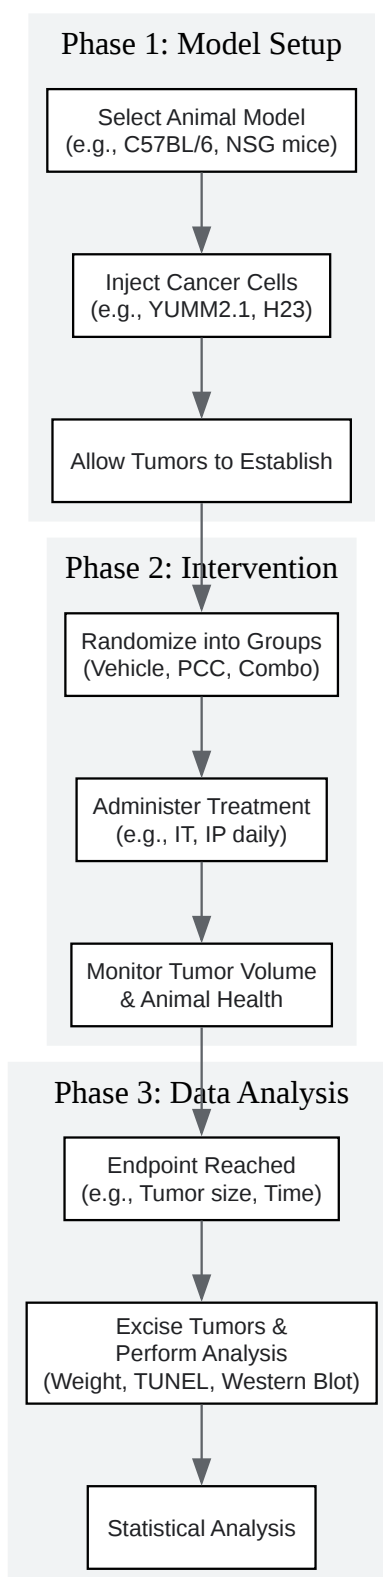 Phase 1: Model Setup
Select Animal Model
(e.g., C57BL/6, NSG mice)
Inject Cancer Cells
(e.g., YUMM2.1, H23)
Allow Tumors to Establish
Phase 2: Intervention
Randomize into Groups
(Vehicle, PCC, Combo)
Administer Treatment
(e.g., IT, IP daily)
Monitor Tumor Volume
& Animal Health
Phase 3: Data Analysis
Endpoint Reached
(e.g., Tumor size, Time)
Excise Tumors &
Perform Analysis
(Weight, TUNEL, Western Blot)
Statistical Analysis